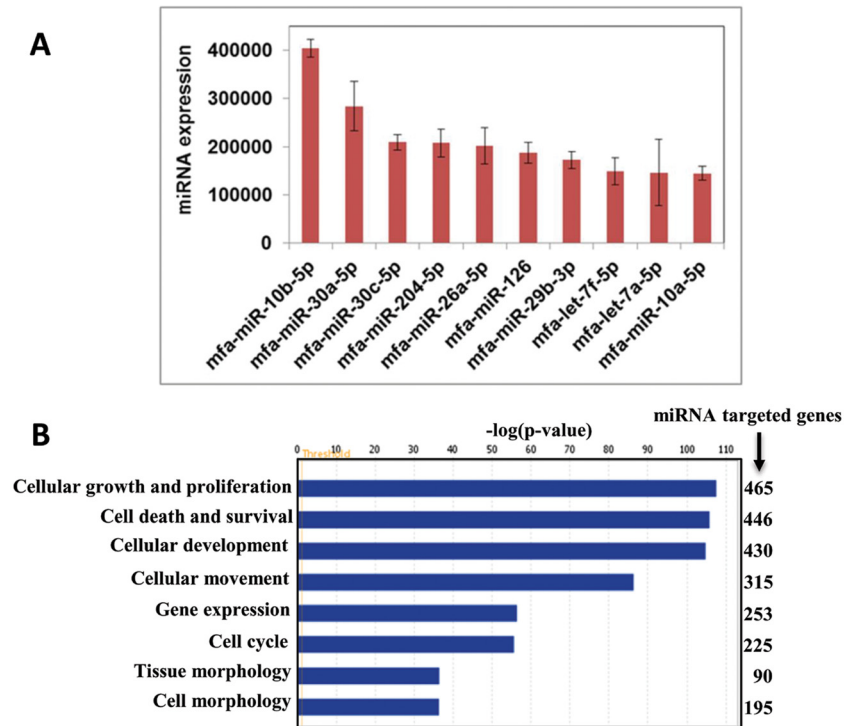 A
miRNA expression
400000
300000
200000
100000
0
mfa-miR-10b-5p
mfa-miR-30a-5p
mfa-miR-30c-5p
mfa-miR-204-5p
mfa-miR-26a-5p
mfa-miR-126
mfa-miR-29b-3p
mfa-let-7f-5p
mfa-let-7a-5p
mfa-miR-10a-5p
B
-log(p-value)
miRNA targeted genes
0 10 20 30 40 50 60 70 80 90 100 110
Threshold
Cellular growth and proliferation 465
Cell death and survival 446
Cellular development 430
Cellular movement 315
Gene expression 253
Cell cycle 225
Tissue morphology 90
Cell morphology 195